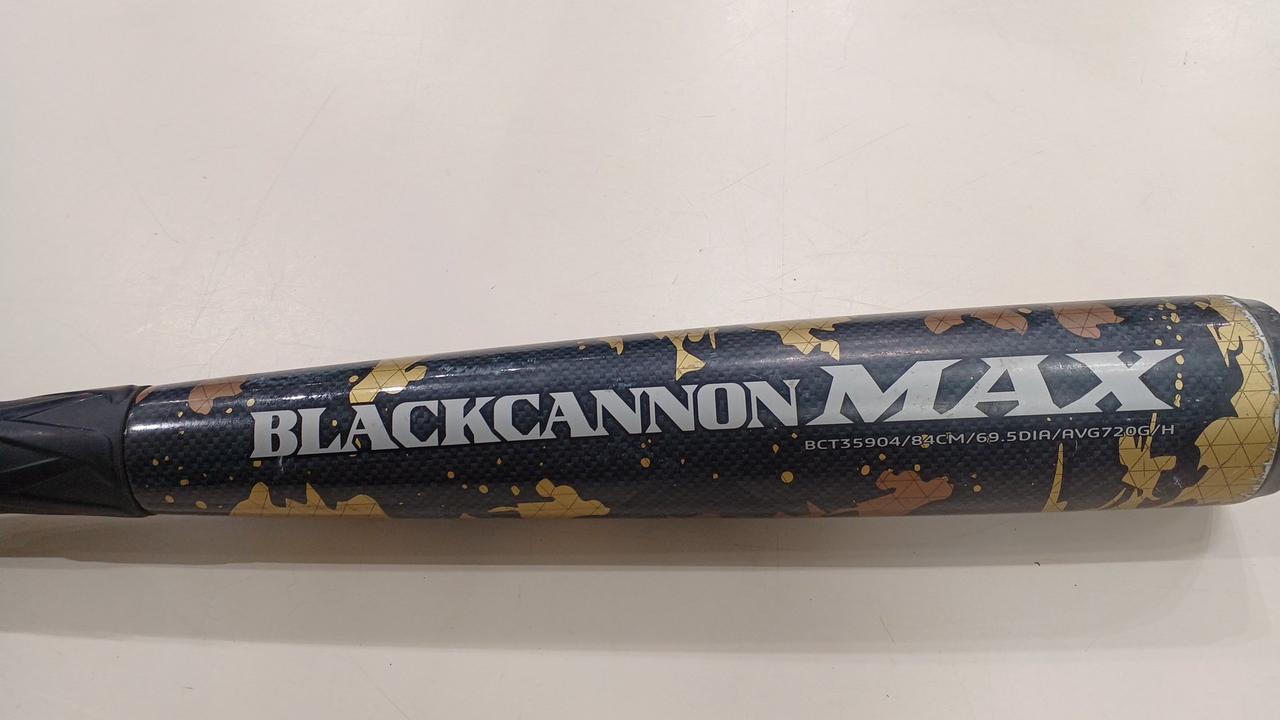 BLACKCANNON MAX
BCT35904/84CM/69.5DIA/AVG720G/H